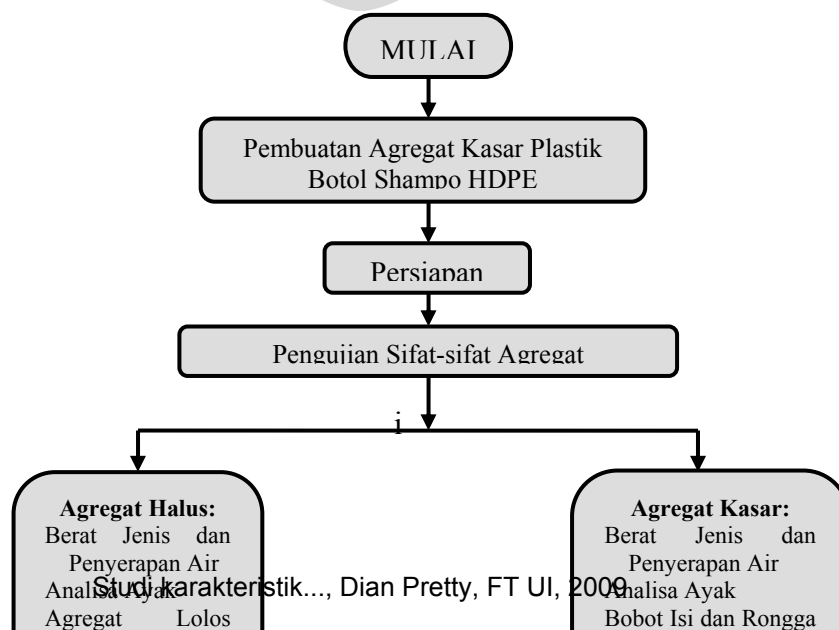 MULAI
Pembuatan Agregat Kasar Plastik
Botol Shampo HDPE
Persiapan
Pengujian Sifat-sifat Agregat
i
Agregat Halus:
Berat Jenis dan
Penyerapan Air
Analisa Ayak
Agregat Lolos
Agregat Kasar:
Berat Jenis dan
Penyerapan Air
Analisa Ayak
Bobot Isi dan Rongga
Studi karakteristik..., Dian Pretty, FT UI, 2009